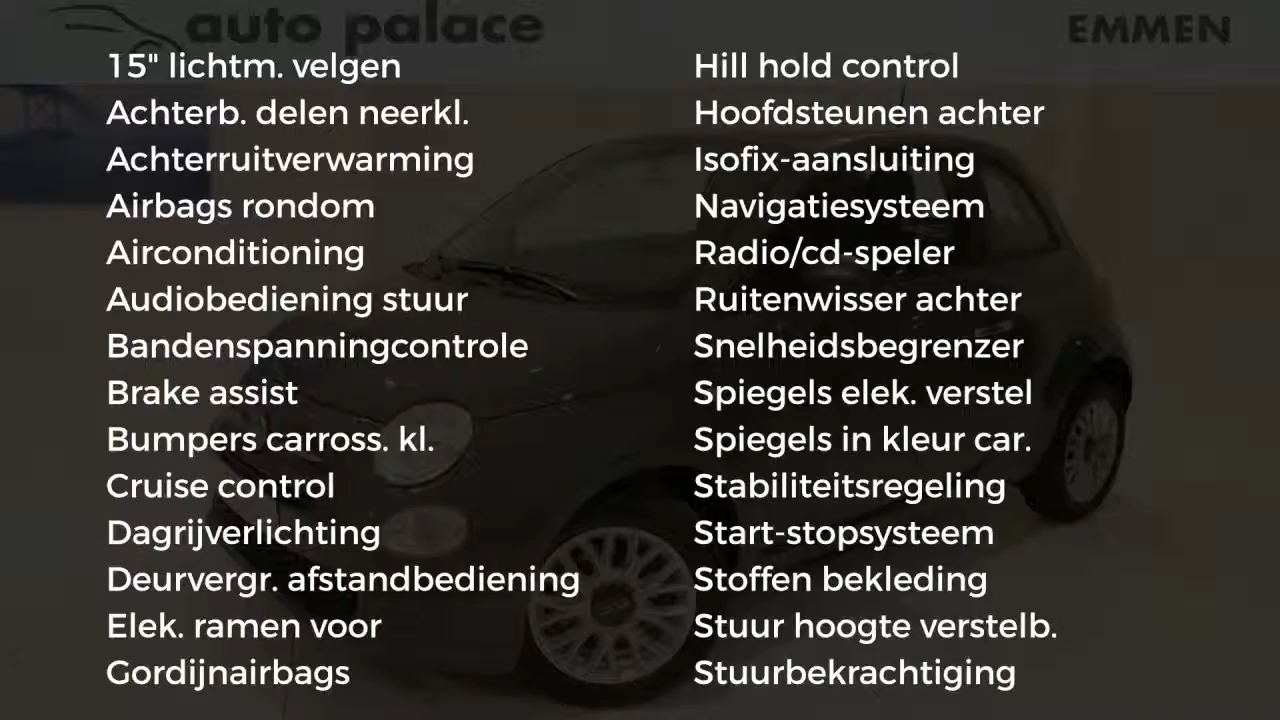 auto palace
EMMEN
15" lichtm. velgen
Achterb. delen neerkl.
Achterruitverwarming
Airbags rondom
Airconditioning
Audiobediening stuur
Bandenspanningcontrole
Brake assist
Bumpers carross. kl.
Cruise control
Dagrijverlichting
Deurvergr. afstandbediening
Elek. ramen voor
Gordijnairbags
Hill hold control
Hoofdsteunen achter
Isofix-aansluiting
Navigatiesysteem
Radio/cd-speler
Ruitenwisser achter
Snelheidsbegrenzer
Spiegels elek. verstel
Spiegels in kleur car.
Stabiliteitsregeling
Start-stopsysteem
Stoffen bekleding
Stuur hoogte verstelb.
Stuurbekrachtiging